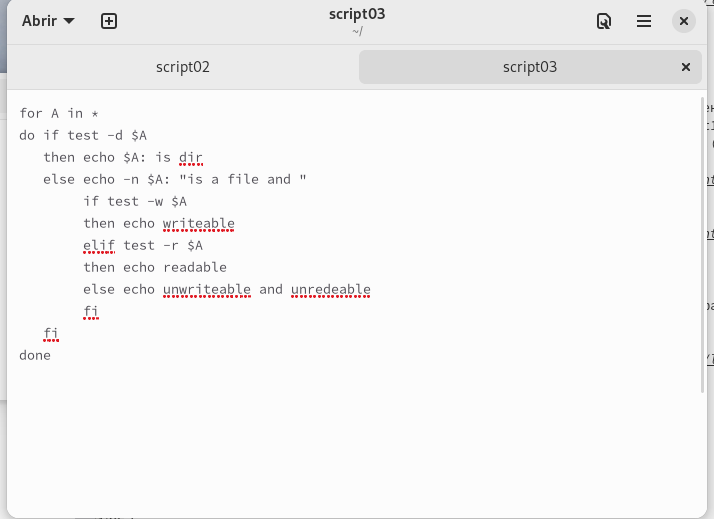 Abrir
script03
~/
script02
script03
for A in *
do if test -d $A
then echo $A: is dir
else echo -n $A: "is a file and "
if test -w $A
then echo writeable
elif test -r $A
then echo readable
else echo unwriteable and unredeable
fi
fi
done